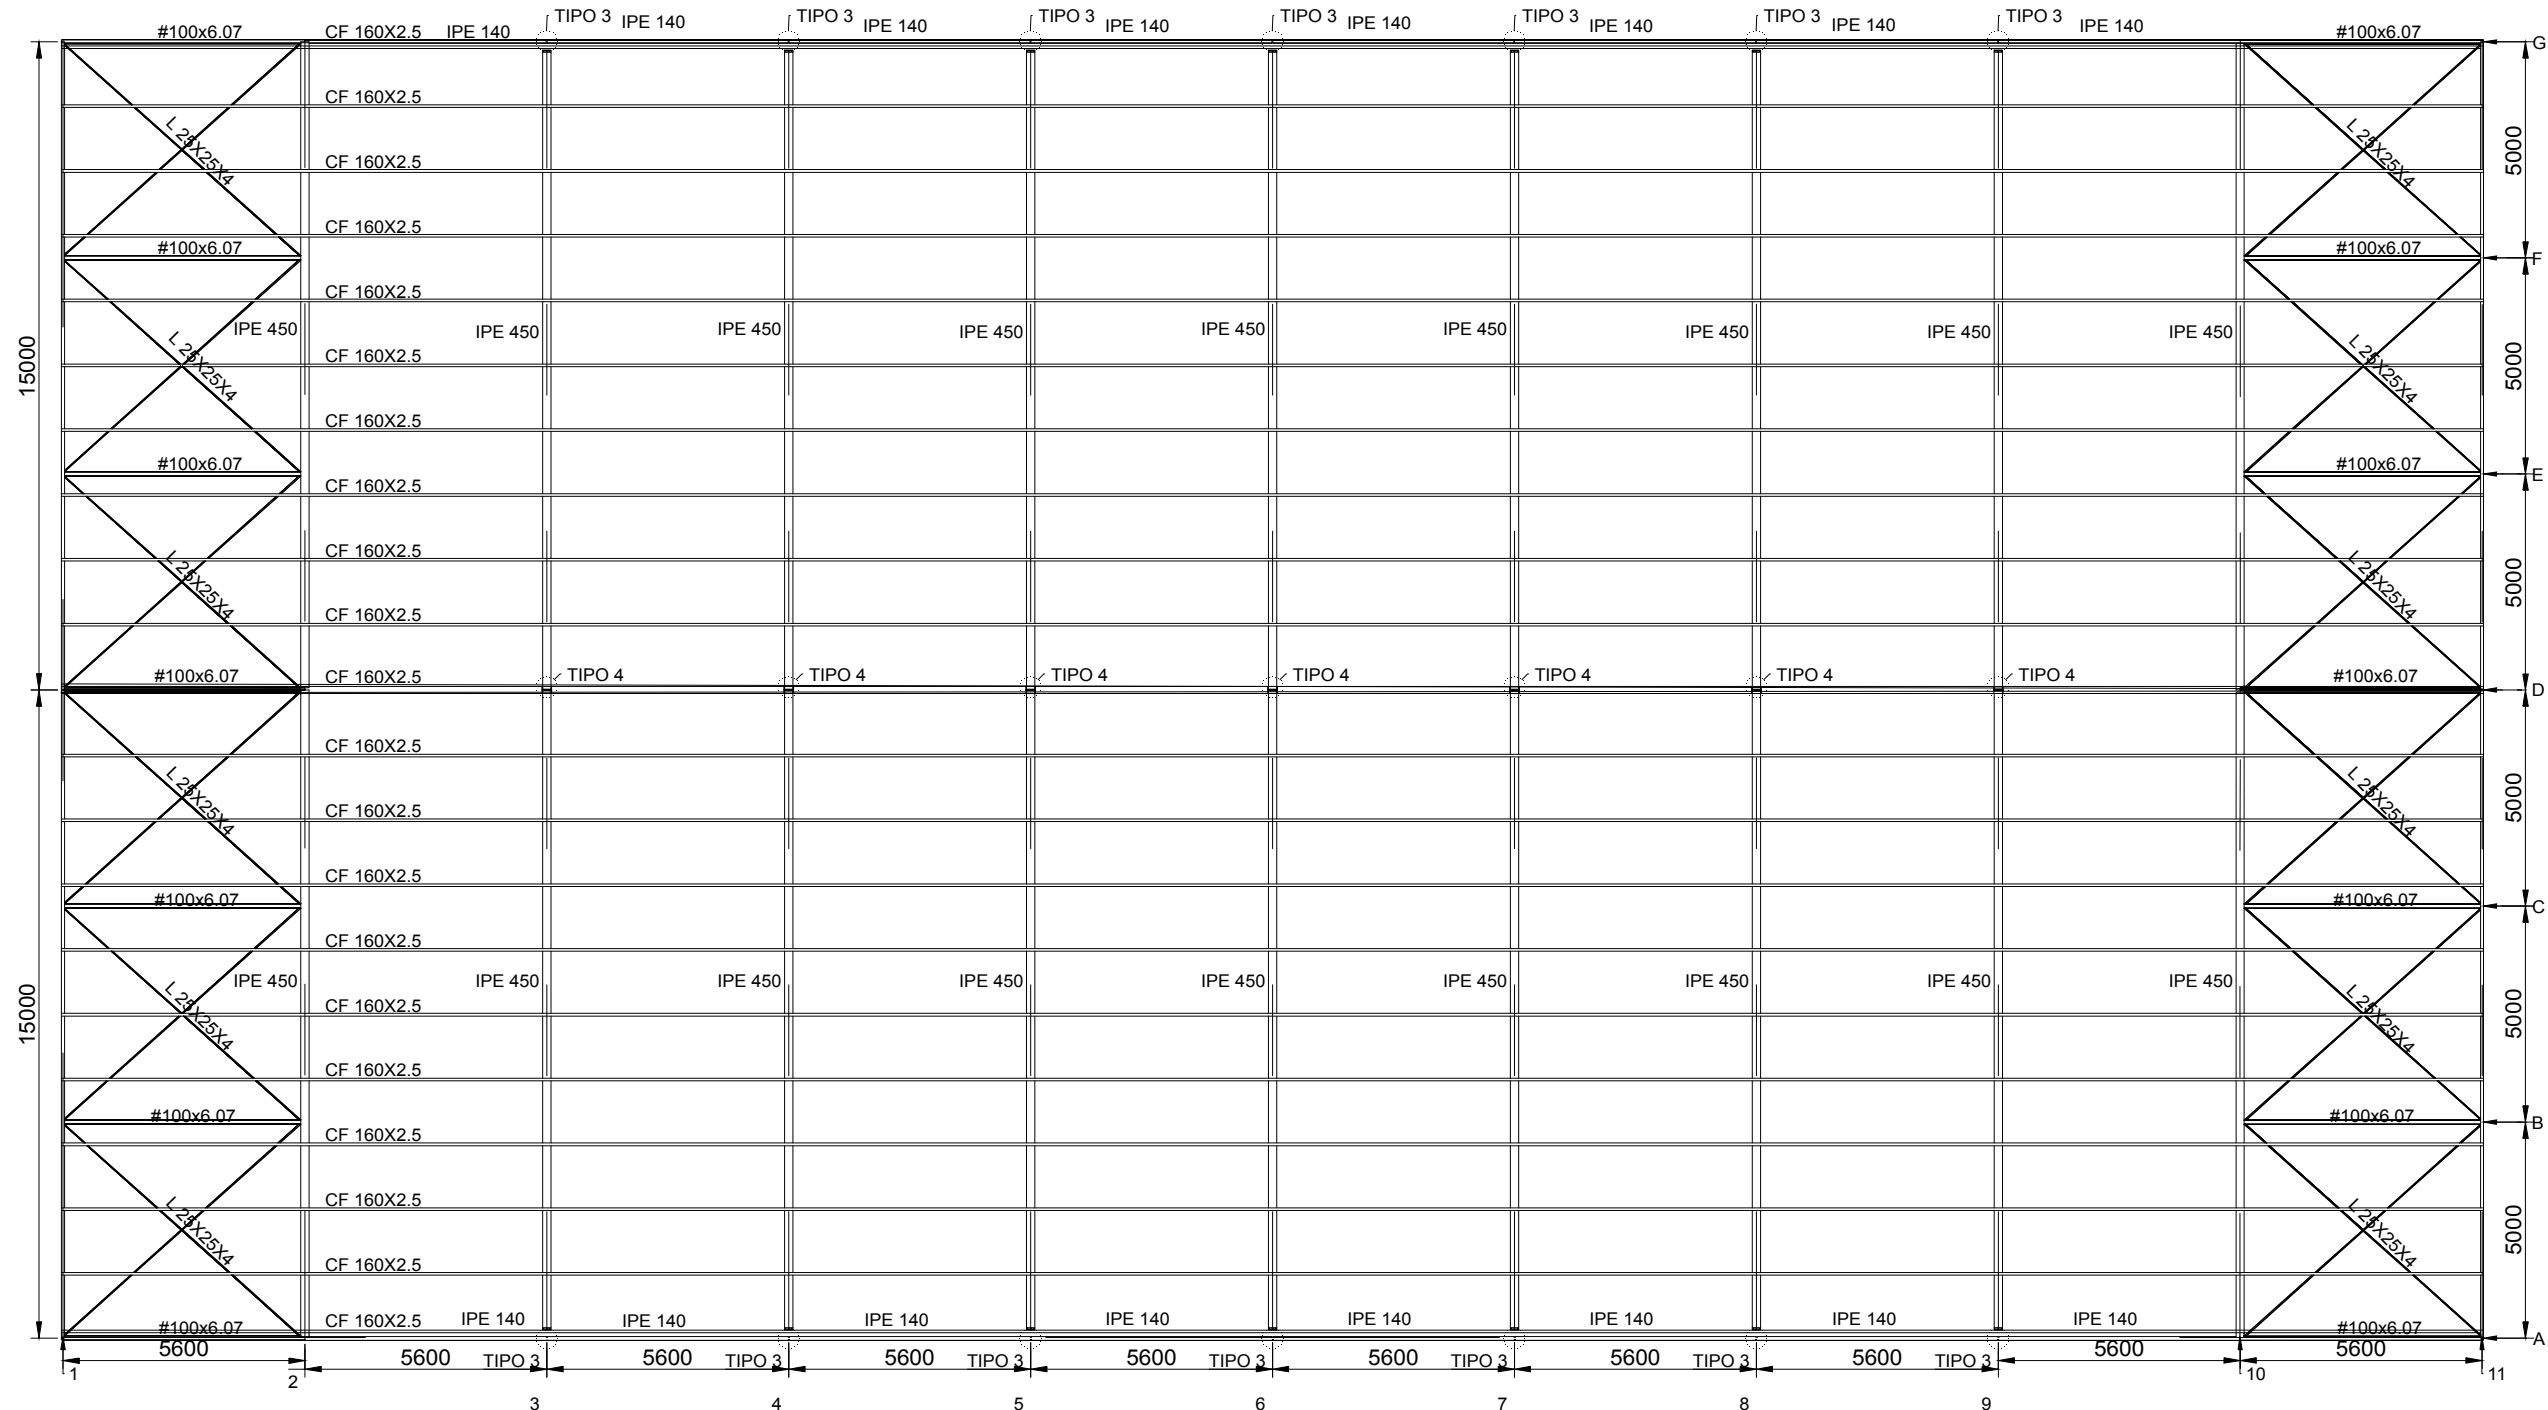 TIPO 3 IPE 140 TIPO 3 IPE 140 TIPO 3 IPE 140 TIPO 3 IPE 140 TIPO 3 IPE 140 TIPO 3 IPE 140 TIPO 3 IPE 140
#100x6.07 CF 160X2.5 IPE 140 #100x6.07
G
CF 160X2.5
L 25X25X4 5000 L 25X25X4
CF 160X2.5
CF 160X2.5
#100x6.07 #100x6.07
F
CF 160X2.5
IPE 450 IPE 450 IPE 450 IPE 450 IPE 450 IPE 450 IPE 450 IPE 450 IPE 450
15000 L 25X25X4 CF 160X2.5 L 25X25X4 5000
CF 160X2.5
#100x6.07 #100x6.07
E
CF 160X2.5
CF 160X2.5
L 25X25X4 L 25X25X4 5000
CF 160X2.5
#100x6.07 CF 160X2.5 TIPO 4 TIPO 4 TIPO 4 TIPO 4 TIPO 4 TIPO 4 TIPO 4 #100x6.07
D
CF 160X2.5
L 25X25X4 CF 160X2.5 L 25X25X4 5000
CF 160X2.5
#100x6.07 #100x6.07
C
CF 160X2.5
IPE 450 IPE 450 IPE 450 IPE 450 IPE 450 IPE 450 IPE 450 IPE 450 IPE 450
15000 L 25X25X4 CF 160X2.5 L 25X25X4 5000
CF 160X2.5
#100x6.07 #100x6.07
B
CF 160X2.5
CF 160X2.5
L 25X25X4 L 25X25X4 5000
CF 160X2.5
#100x6.07 CF 160X2.5 IPE 140 IPE 140 IPE 140 IPE 140 IPE 140 IPE 140 IPE 140 IPE 140 #100x6.07
A
5600 5600 TIPO 3 5600 TIPO 3 5600 TIPO 3 5600 TIPO 3 5600 TIPO 3 5600 TIPO 3 5600 TIPO 3 5600 5600
1 2 10 11
3 4 5 6 7 8 9